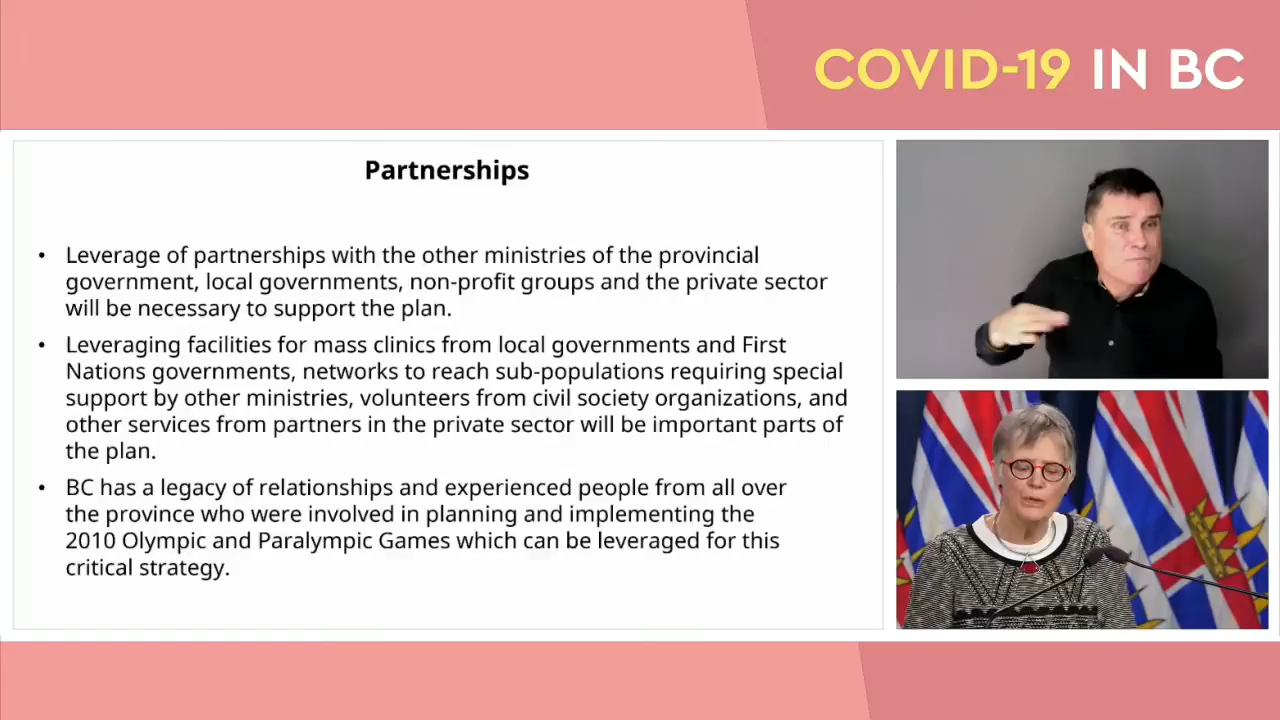 COVID-19 IN BC
Partnerships
• Leverage of partnerships with the other ministries of the provincial
government, local governments, non-profit groups and the private sector
will be necessary to support the plan.
• Leveraging facilities for mass clinics from local governments and First
Nations governments, networks to reach sub-populations requiring special
support by other ministries, volunteers from civil society organizations, and
other services from partners in the private sector will be important parts of
the plan.
• BC has a legacy of relationships and experienced people from all over
the province who were involved in planning and implementing the
2010 Olympic and Paralympic Games which can be leveraged for this
critical strategy.